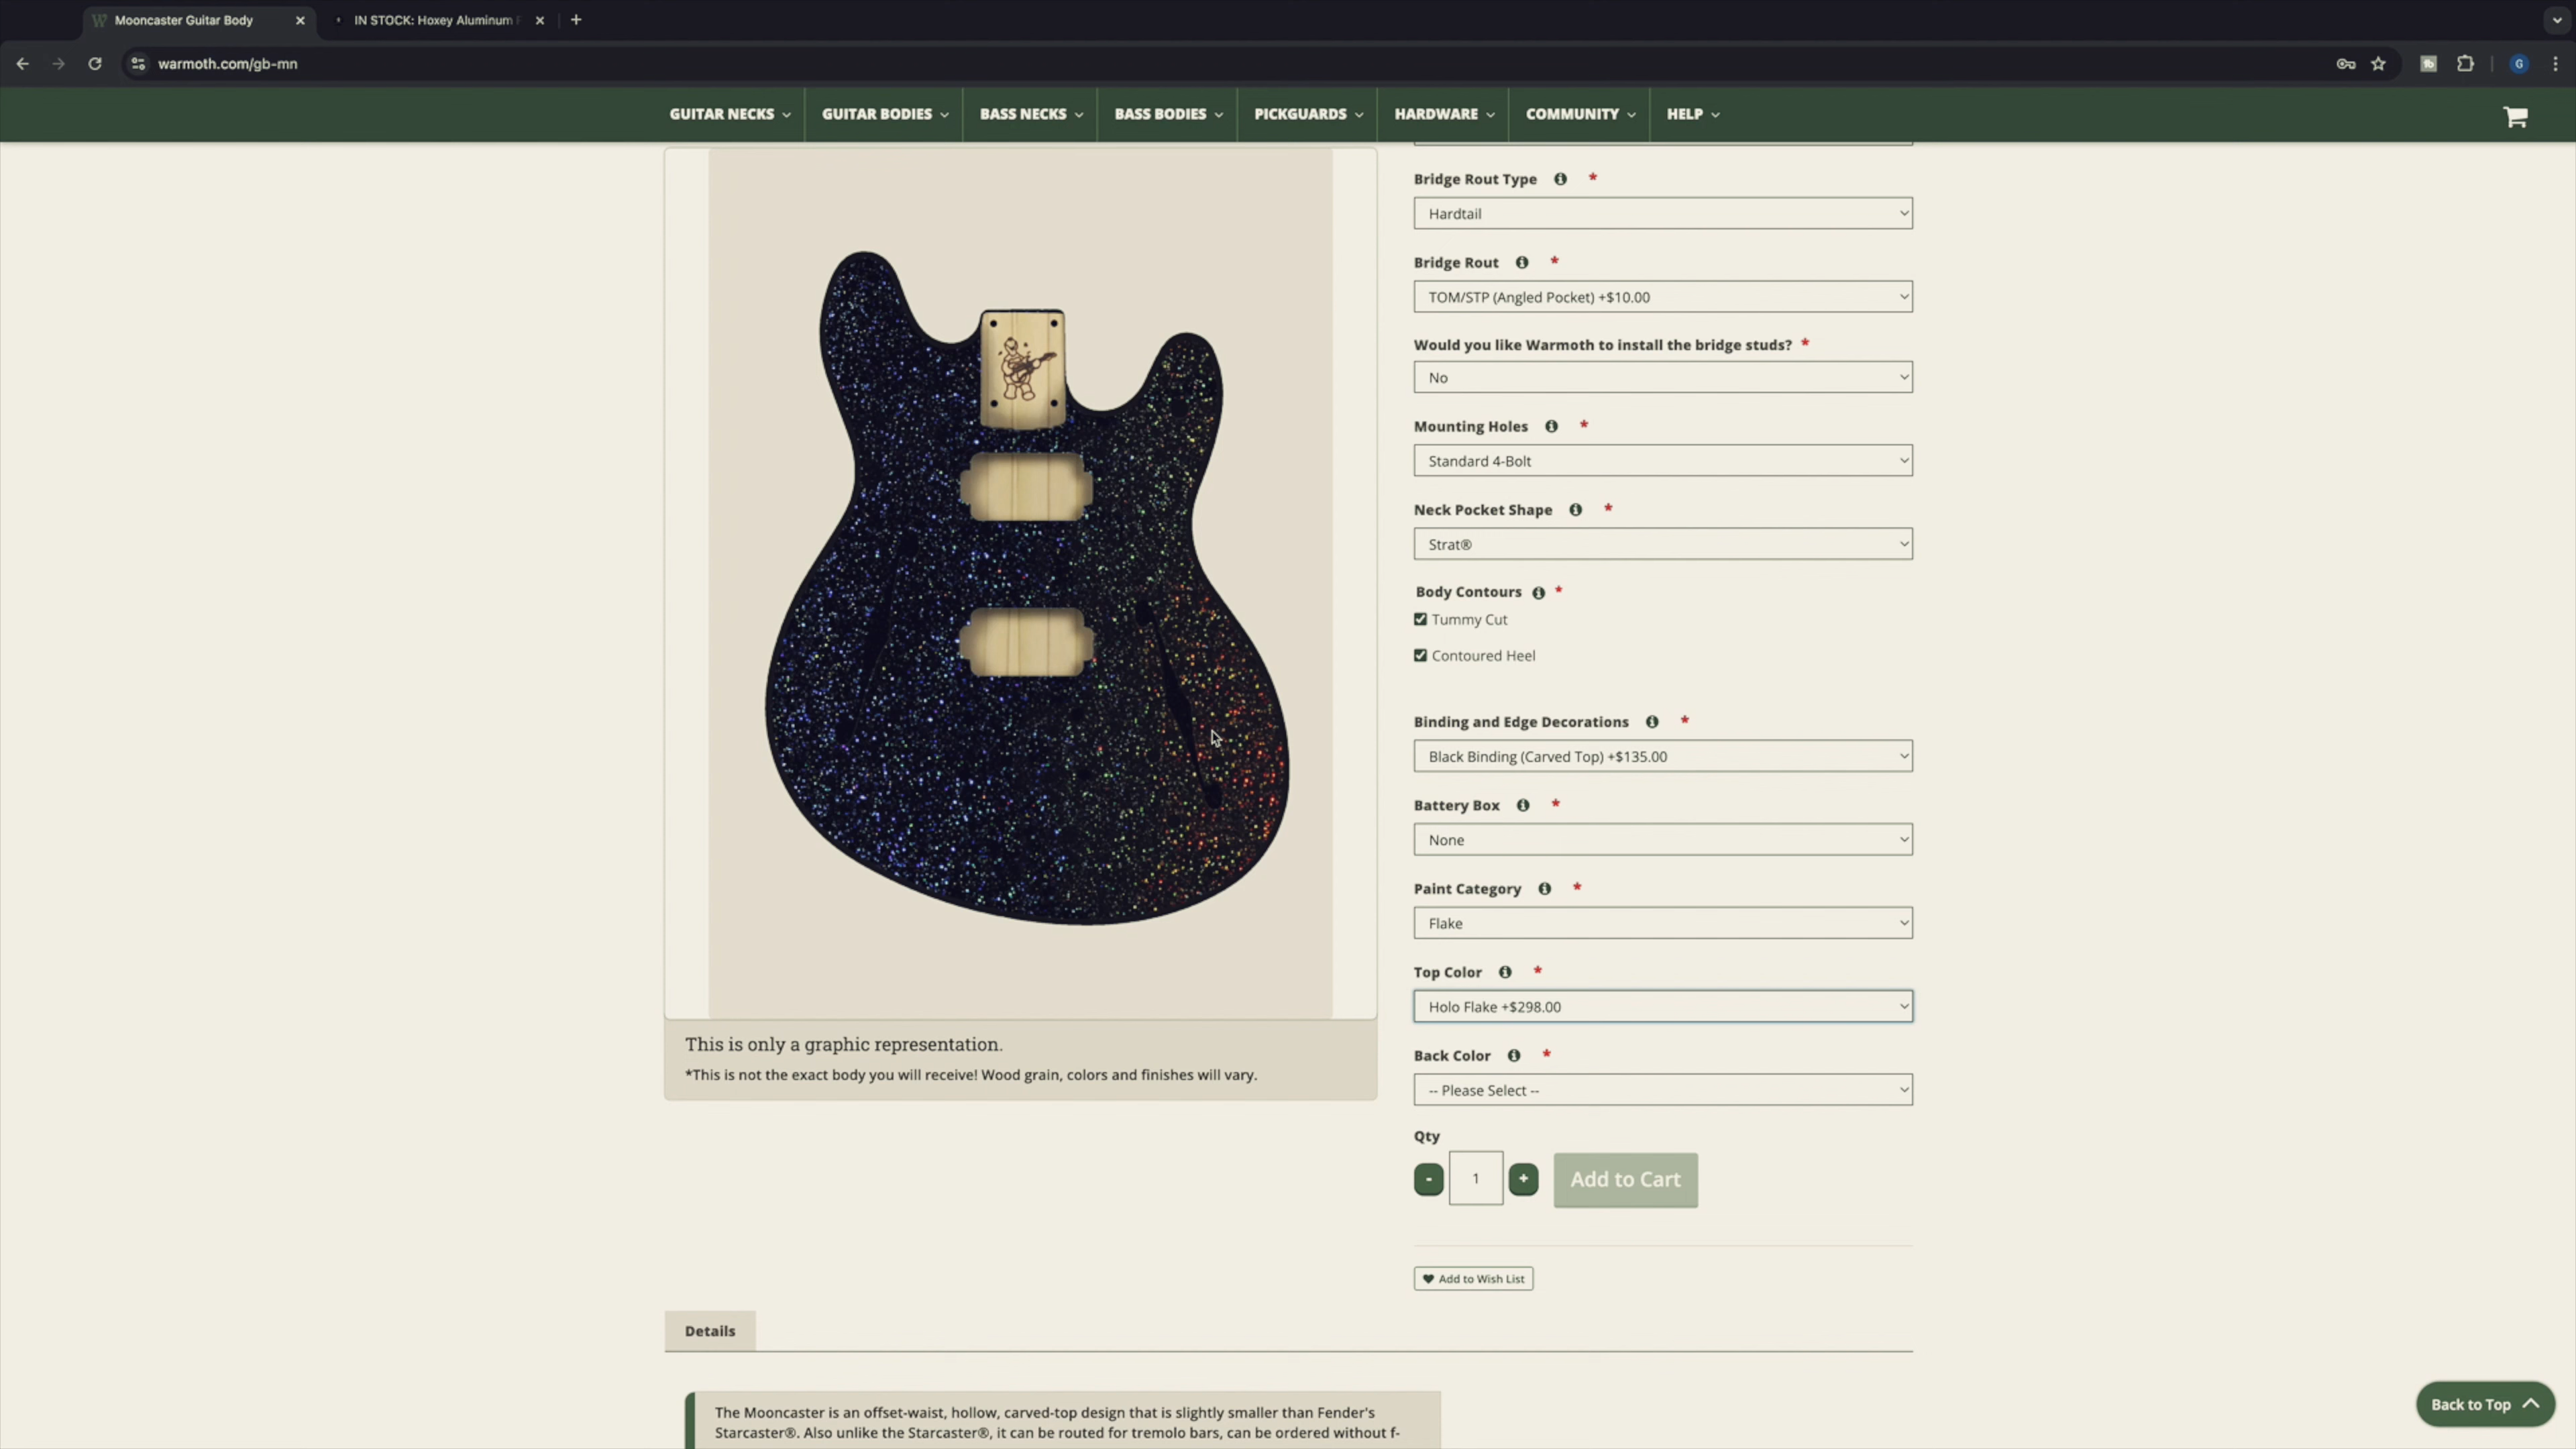 Mooncaster Guitar Body
IN STOCK: Hoxey Aluminum
warmoth.com/gb-mn
GUITAR NECKS
GUITAR BODIES
BASS NECKS
BASS BODIES
PICKGUARDS
HARDWARE
COMMUNITY
HELP
Bridge Rout Type *
Hardtail
Bridge Rout *
TOM/STP (Angled Pocket) +$10.00
Would you like Warmoth to install the bridge studs? *
No
Mounting Holes *
Standard 4-Bolt
Neck Pocket Shape *
Strat®
Body Contours *
Tummy Cut
Contoured Heel
Binding and Edge Decorations *
Black Binding (Carved Top) +$135.00
Battery Box *
None
Paint Category *
Flake
Top Color *
Holo Flake +$298.00
Back Color *
-- Please Select --
Qty
- 1 + Add to Cart
Add to Wish List
This is only a graphic representation.
*This is not the exact body you will receive! Wood grain, colors and finishes will vary.
Details
The Mooncaster is an offset-waist, hollow, carved-top design that is slightly smaller than Fender's
Starcaster®. Also unlike the Starcaster®, it can be routed for tremolo bars, can be ordered without f-
Back to Top